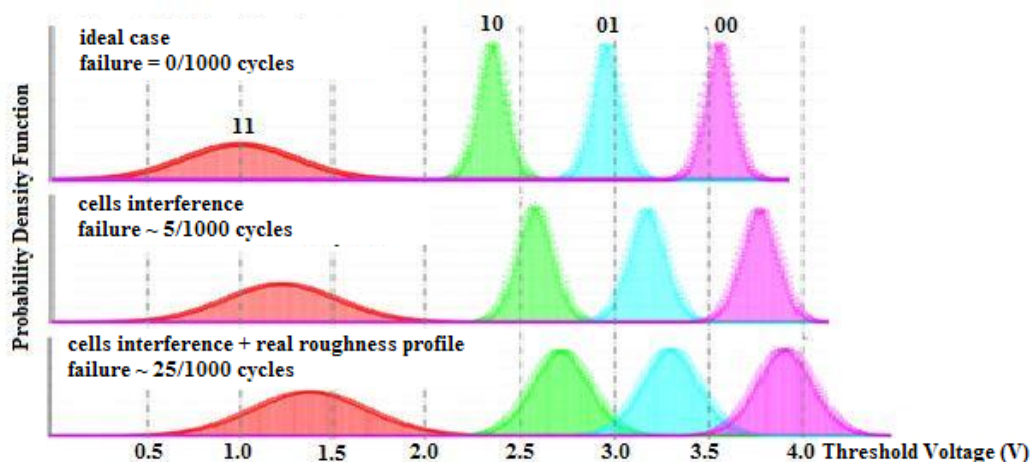 10 01 00
ideal case
failure = 0/1000 cycles
11
cells interference
failure ~ 5/1000 cycles
cells interference + real roughness profile
failure ~ 25/1000 cycles
0.5 1.0 1.5 2.0 2.5 3.0 3.5 4.0 Threshold Voltage (V)
Probability Density Function